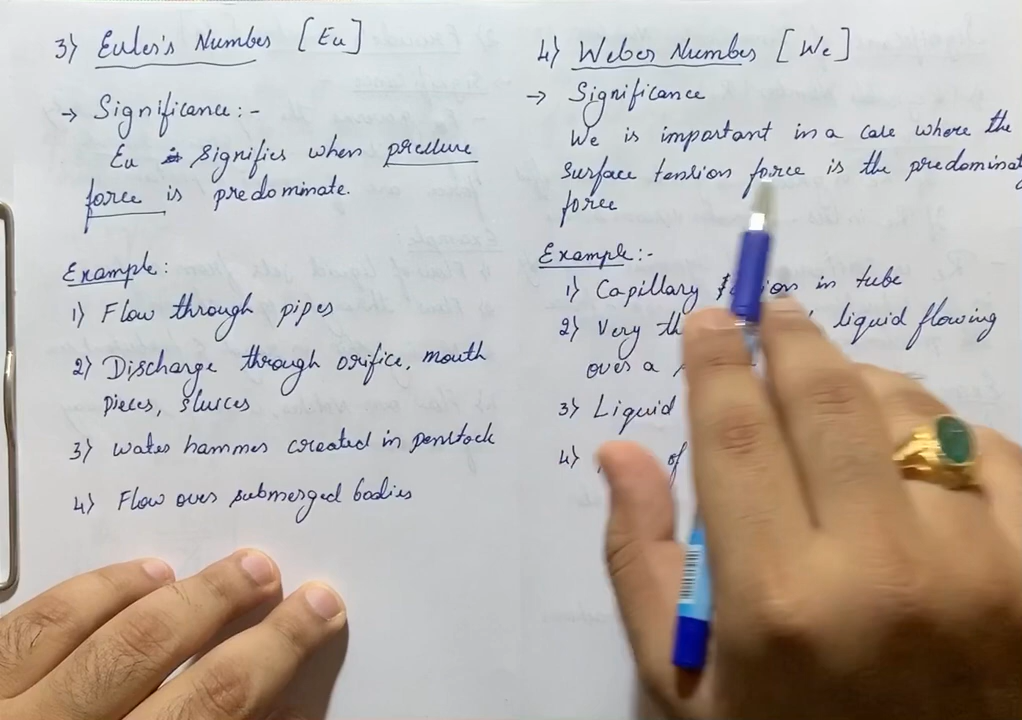 3) Euler's Number [Eu]
→ Significance:-
Eu signifies when pressure
force is predominate.
Example:
1) Flow through pipes
2) Discharge through orifice, mouth
pieces, sluices
3) Water hammer created in penstock
4) Flow over submerged bodies
4) Weber Number [We]
→ Significance
We is important in a case where the
surface tension force is the predominat
force
Example:-
1) Capillary in tube
2) Very liquid flowing
over a
3) Liquid
4) of